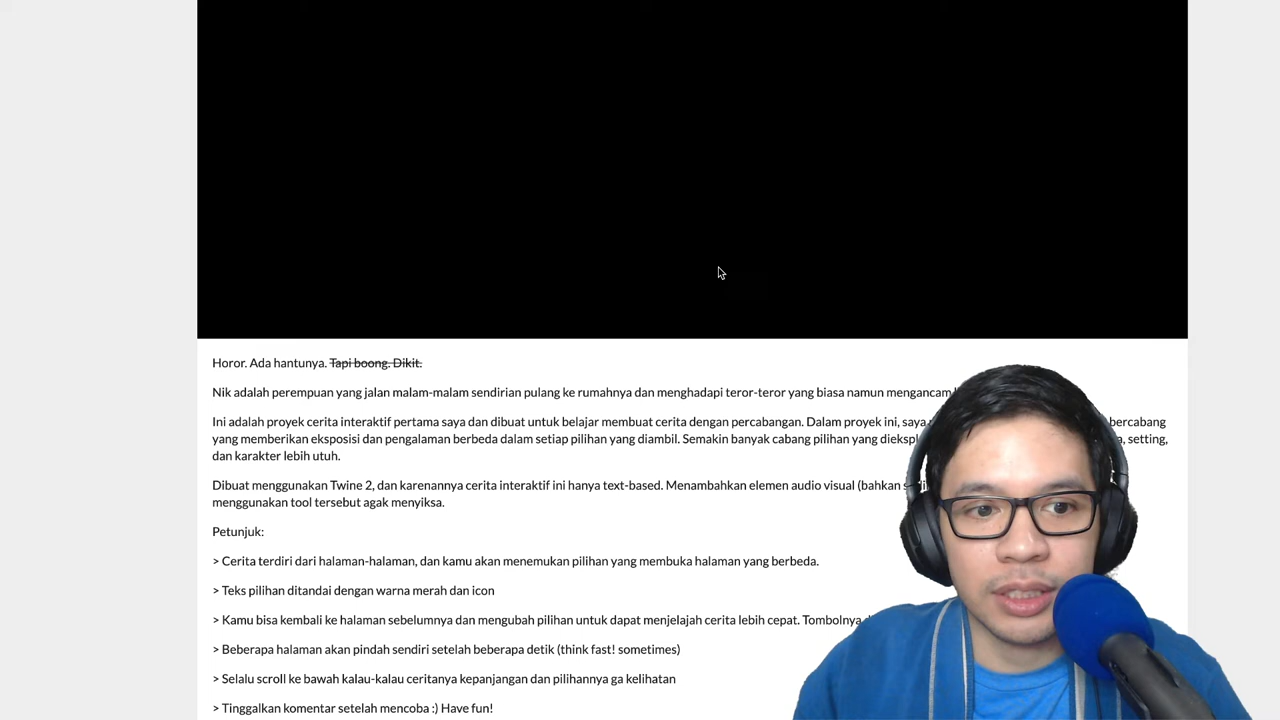 Horor. Ada hantunya. Tapi boong. Dikit.
Nik adalah perempuan yang jalan malam-malam sendirian pulang ke rumahnya dan menghadapi teror-teror yang biasa namun mengancam
Ini adalah proyek cerita interaktif pertama saya dan dibuat untuk belajar membuat cerita dengan percabangan. Dalam proyek ini, saya bercabang
yang memberikan eksposisi dan pengalaman berbeda dalam setiap pilihan yang diambil. Semakin banyak cabang pilihan yang , setting,
dan karakter lebih utuh.
Dibuat menggunakan Twine 2, dan karenannya cerita interaktif ini hanya text-based. Menambahkan elemen audio visual (bahkan
menggunakan tool tersebut agak menyiksa.
Petunjuk:
> Cerita terdiri dari halaman-halaman, dan kamu akan menemukan pilihan yang membuka halaman yang berbeda.
> Teks pilihan ditandai dengan warna merah dan icon
> Kamu bisa kembali ke halaman sebelumnya dan mengubah pilihan untuk dapat menjelajah cerita lebih cepat. Tombolnya
> Beberapa halaman akan pindah sendiri setelah beberapa detik (think fast! sometimes)
> Selalu scroll ke bawah kalau-kalau ceritanya kepanjangan dan pilihannya ga kelihatan
> Tinggalkan komentar setelah mencoba :) Have fun!